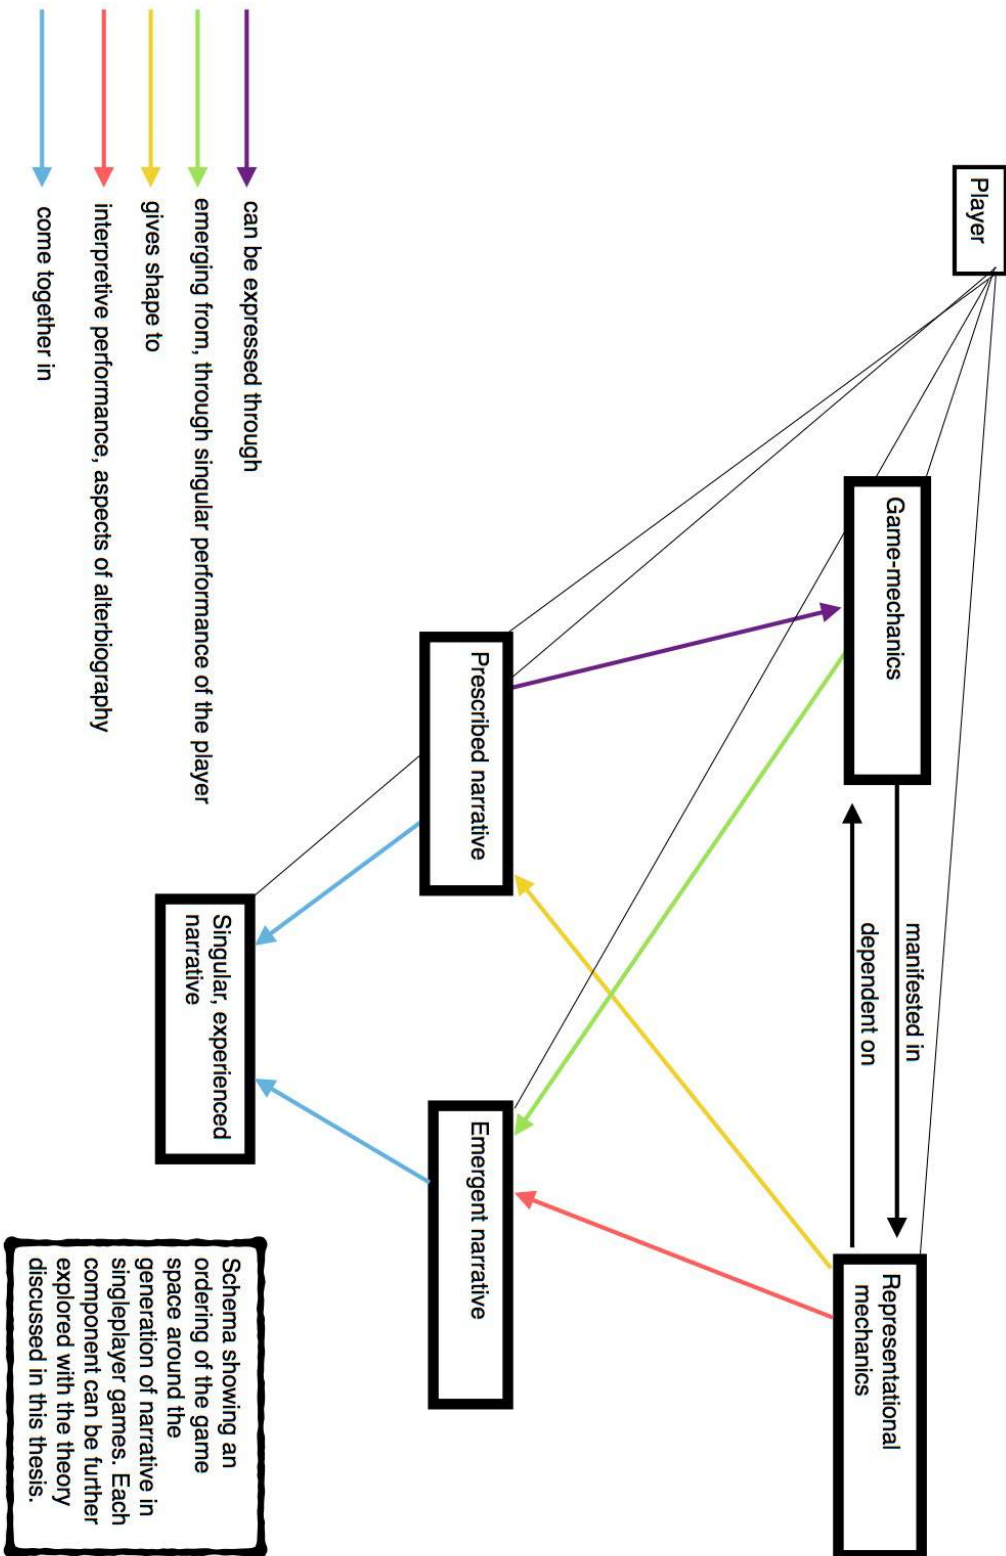 Player
Game-mechanics
manifested in
dependent on
Representational
mechanics
Prescribed narrative
Emergent narrative
Singular, experienced
narrative
can be expressed through
emerging from, through singular performance of the player
gives shape to
interpretive performance, aspects of alterbiography
come together in
Schema showing an
ordering of the game
space around the
generation of narrative in
singleplayer games. Each
component can be further
explored with the theory
discussed in this thesis.